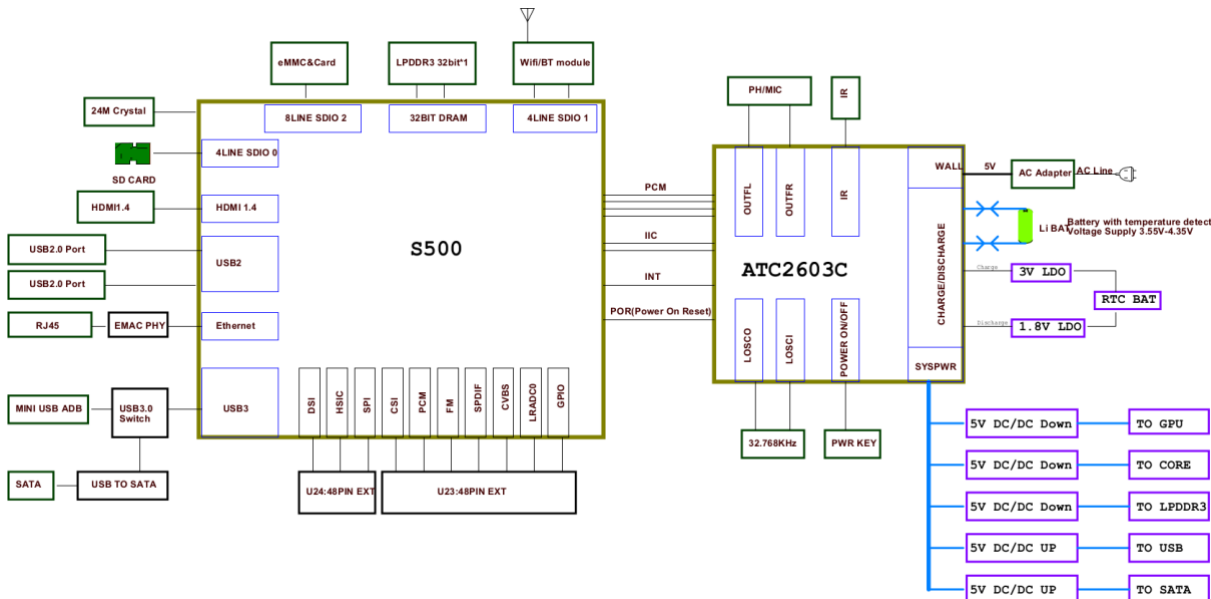 eMMC&Card
LPDDR3 32bit*1
Wifi/BT module
24M Crystal
8LINE SDIO 2
32BIT DRAM
4LINE SDIO 1
4LINE SDIO 0
SD CARD
HDMI1.4
HDMI 1.4
USB2.0 Port
USB2.0 Port
USB2
RJ45
EMAC PHY
Ethernet
MINI USB ADB
USB3.0
Switch
USB3
SATA
USB TO SATA
S500
DSI
HSIC
SPI
CSI
PCM
FM
SPDIF
CVBS
LRADC0
GPIO
U24:48PIN EXT
U23:48PIN EXT
PCM
IIC
INT
POR(Power On Reset)
PH/MIC
IR
OUTFL
OUTFR
IR
WALL
5V
AC Adapter
AC Line
Li BAT
Battery with temperature detect
Voltage Supply 3.55V-4.35V
ATC2603C
CHARGE/DISCHARGE
Charge
3V LDO
RTC BAT
Discharge
1.8V LDO
LOSCO
LOSCI
POWER ON/OFF
SYSPWR
32.768KHz
PWR KEY
5V DC/DC Down
TO GPU
5V DC/DC Down
TO CORE
5V DC/DC Down
TO LPDDR3
5V DC/DC UP
TO USB
5V DC/DC UP
TO SATA